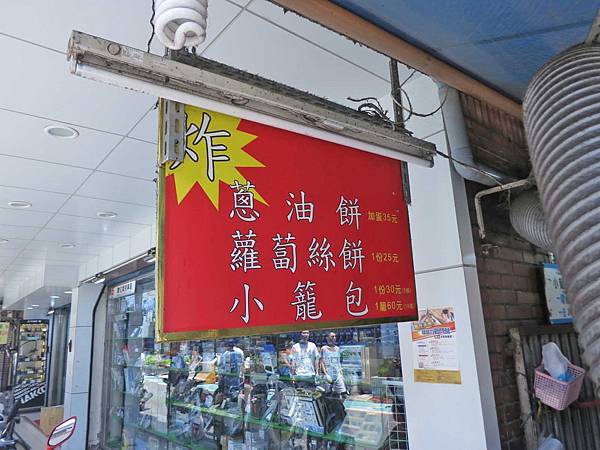 炸
蔥油餅 加蛋35元
蘿蔔絲餅 1份25元
小籠包 1份30元
1籠60元